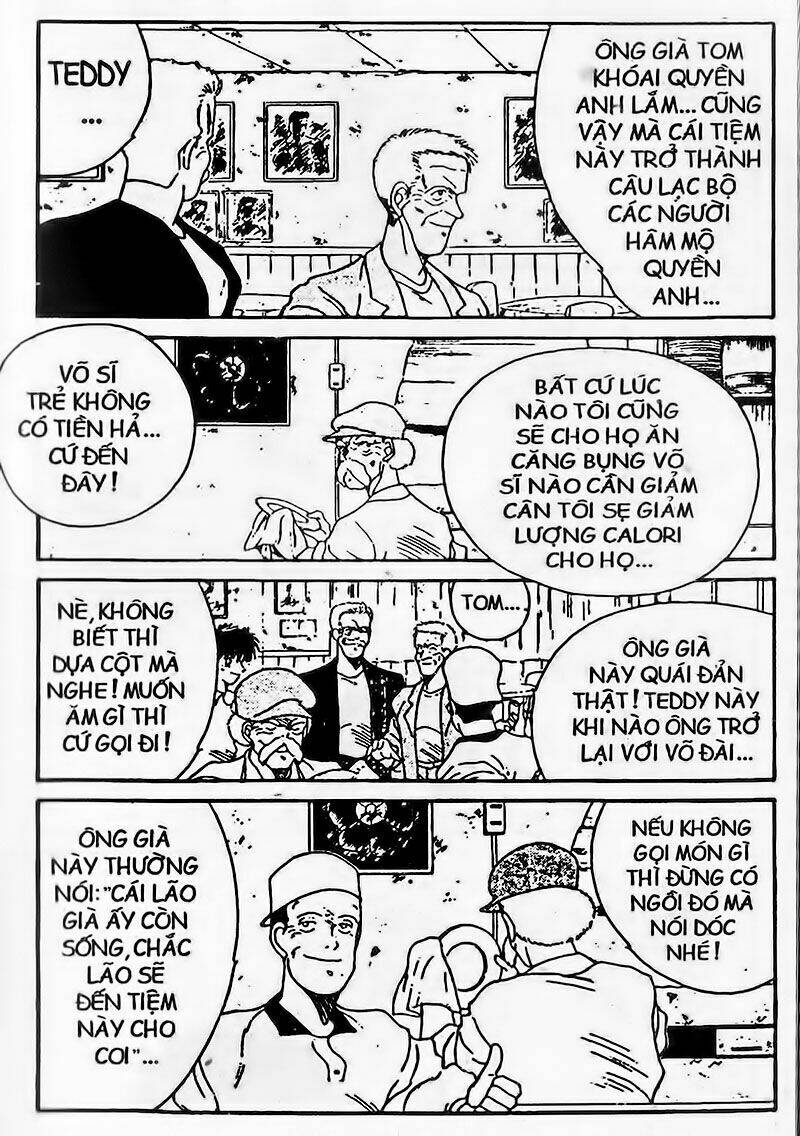 TEDDY
...
ÔNG GIÀ TOM
KHÓAI QUYỀN
ANH LẮM... CŨNG
VẬY MÀ CÁI TIỆM
NÀY TRỞ THÀNH
CÂU LẠC BỘ
CÁC NGƯỜI
HÂM MỘ
QUYỀN
ANH...
VÕ SĨ
TRẺ KHÔNG
CÓ TIỀN HẢ...
CỨ ĐẾN
ĐÂY!
BẤT CỨ LÚC
NÀO TÔI CŨNG
SẼ CHO HỌ ĂN
CĂNG BỤNG VÕ
SĨ NÀO CẦN GIẢM
CÂN TÔI SẸ GIẢM
LƯỢNG CALORI
CHO HỌ...
NÈ, KHÔNG
BIẾT THÌ
DỰA CỘT MÀ
NGHE! MUỐN
ĂM GÌ THÌ
CỨ GỌI ĐI!
TOM...
ÔNG GIÀ
NÀY QUÁI ĐẢN
THẬT! TEDDY NÀY
KHI NÀO ÔNG TRỞ
LẠI VỚI VÕ ĐÀI...
ÔNG GIÀ
NÀY THƯỜNG
NÓI: "CÁI LÃO
GIÀ ẤY CÒN
SỐNG, CHẮC
LÃO SẼ
ĐẾN TIỆM
NÀY CHO
COI"...
NẾU KHÔNG
GỌI MÓN GÌ
THÌ ĐỪNG CÓ
NGỒI ĐÓ MÀ
NÓI DÓC
NHÉ!